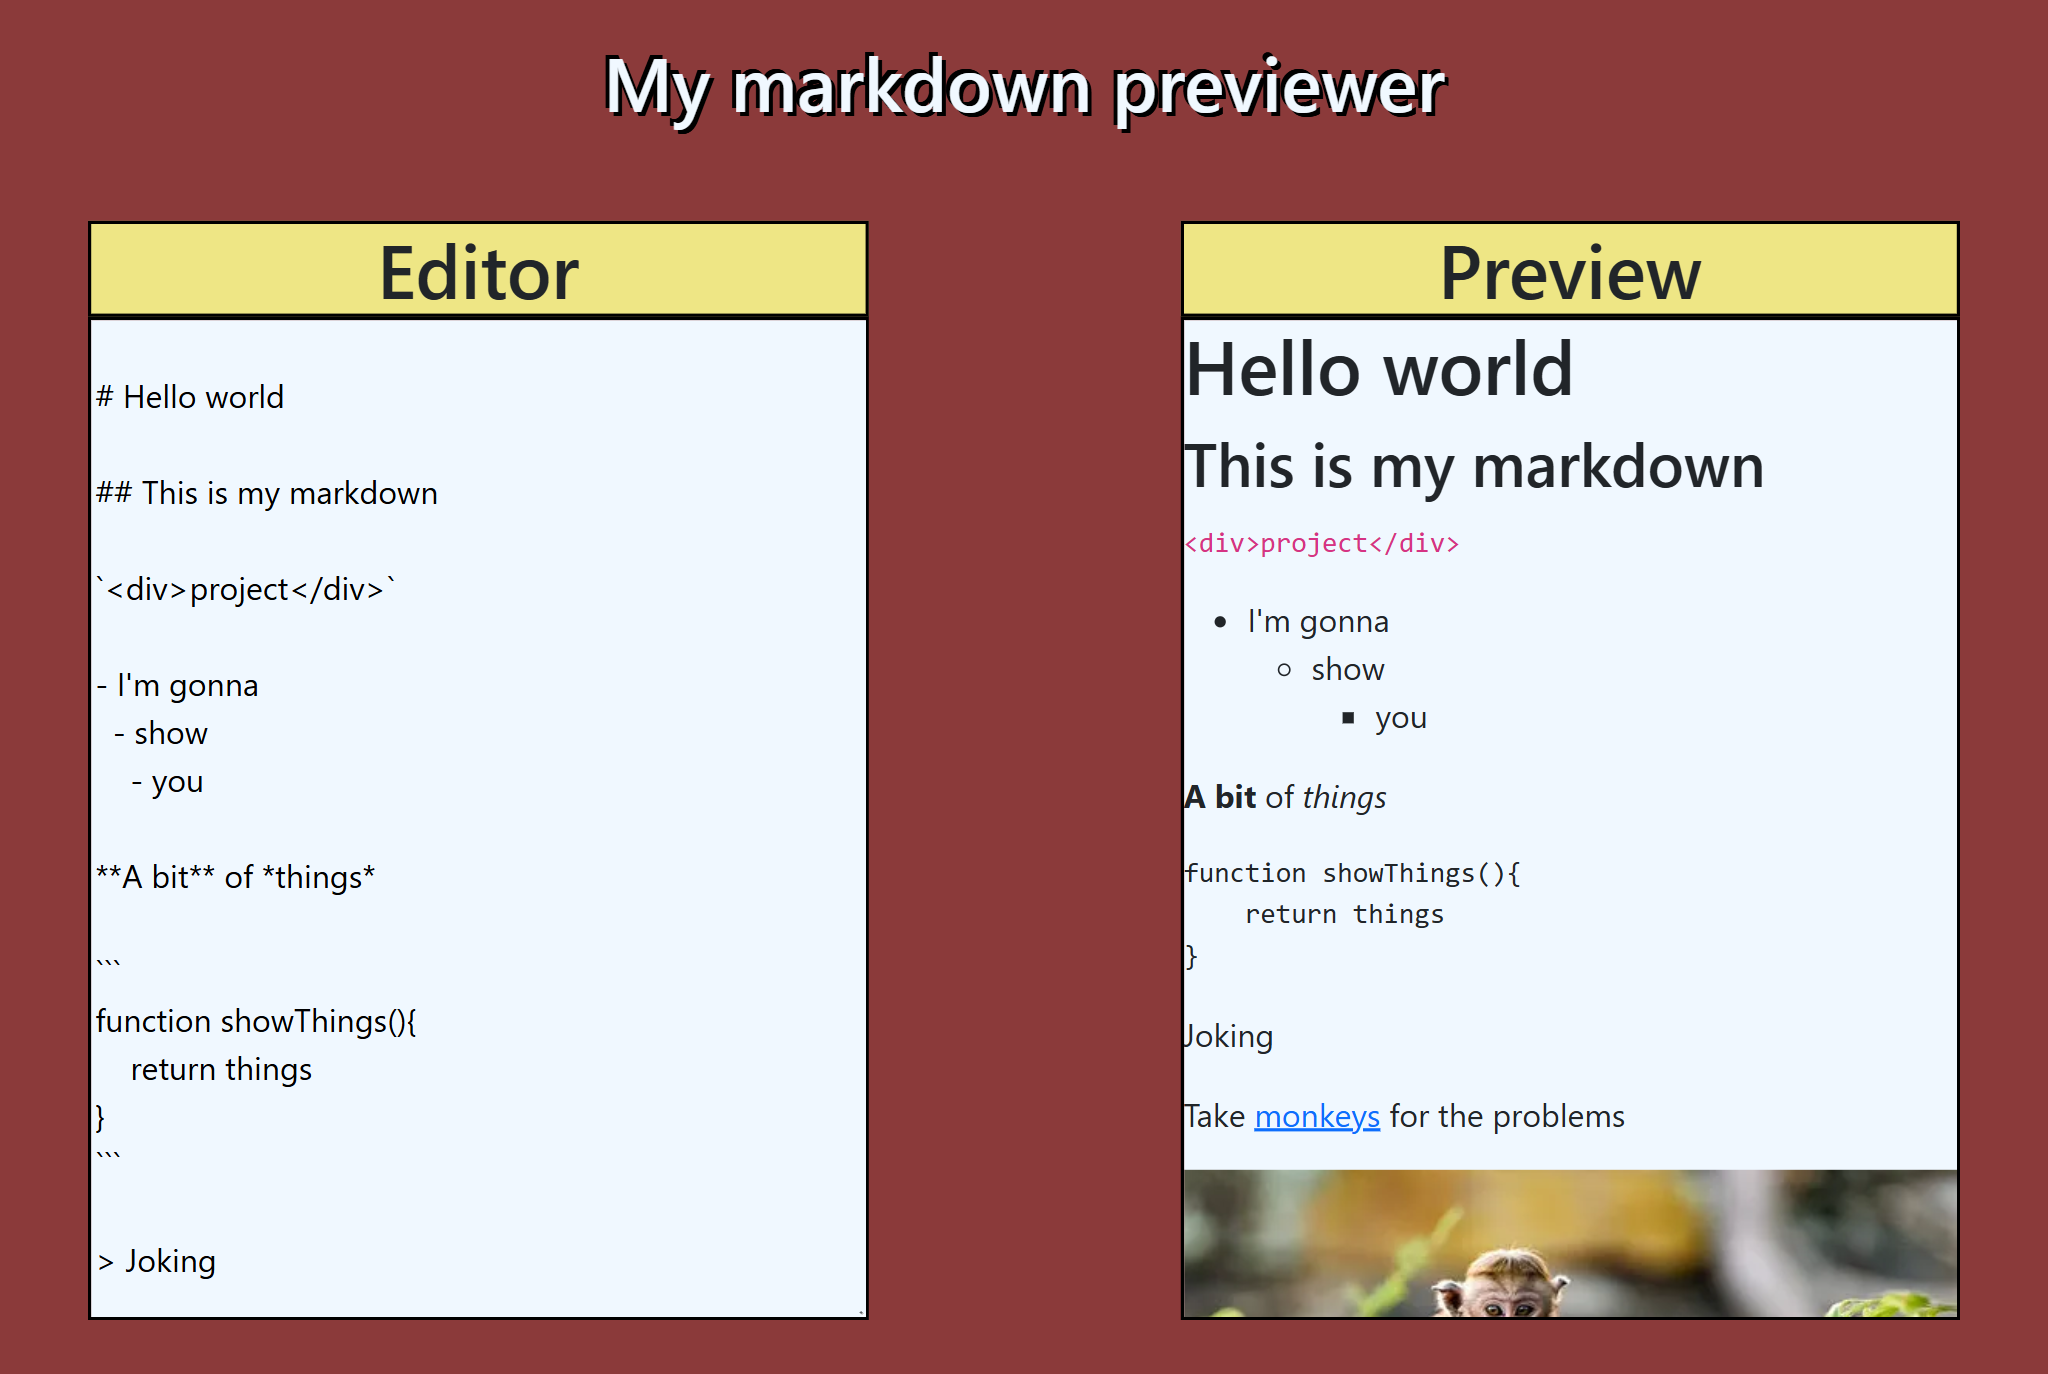 My markdown previewer
Editor
# Hello world
## This is my markdown
`<div>project</div>`
- I'm gonna
  - show
    - you
**A bit** of *things*
```
function showThings(){
    return things
}
```
> Joking
Preview
Hello world
This is my markdown
<div>project</div>
I'm gonna
show
you
A bit of things
function showThings(){
    return things
}
Joking
Take monkeys for the problems